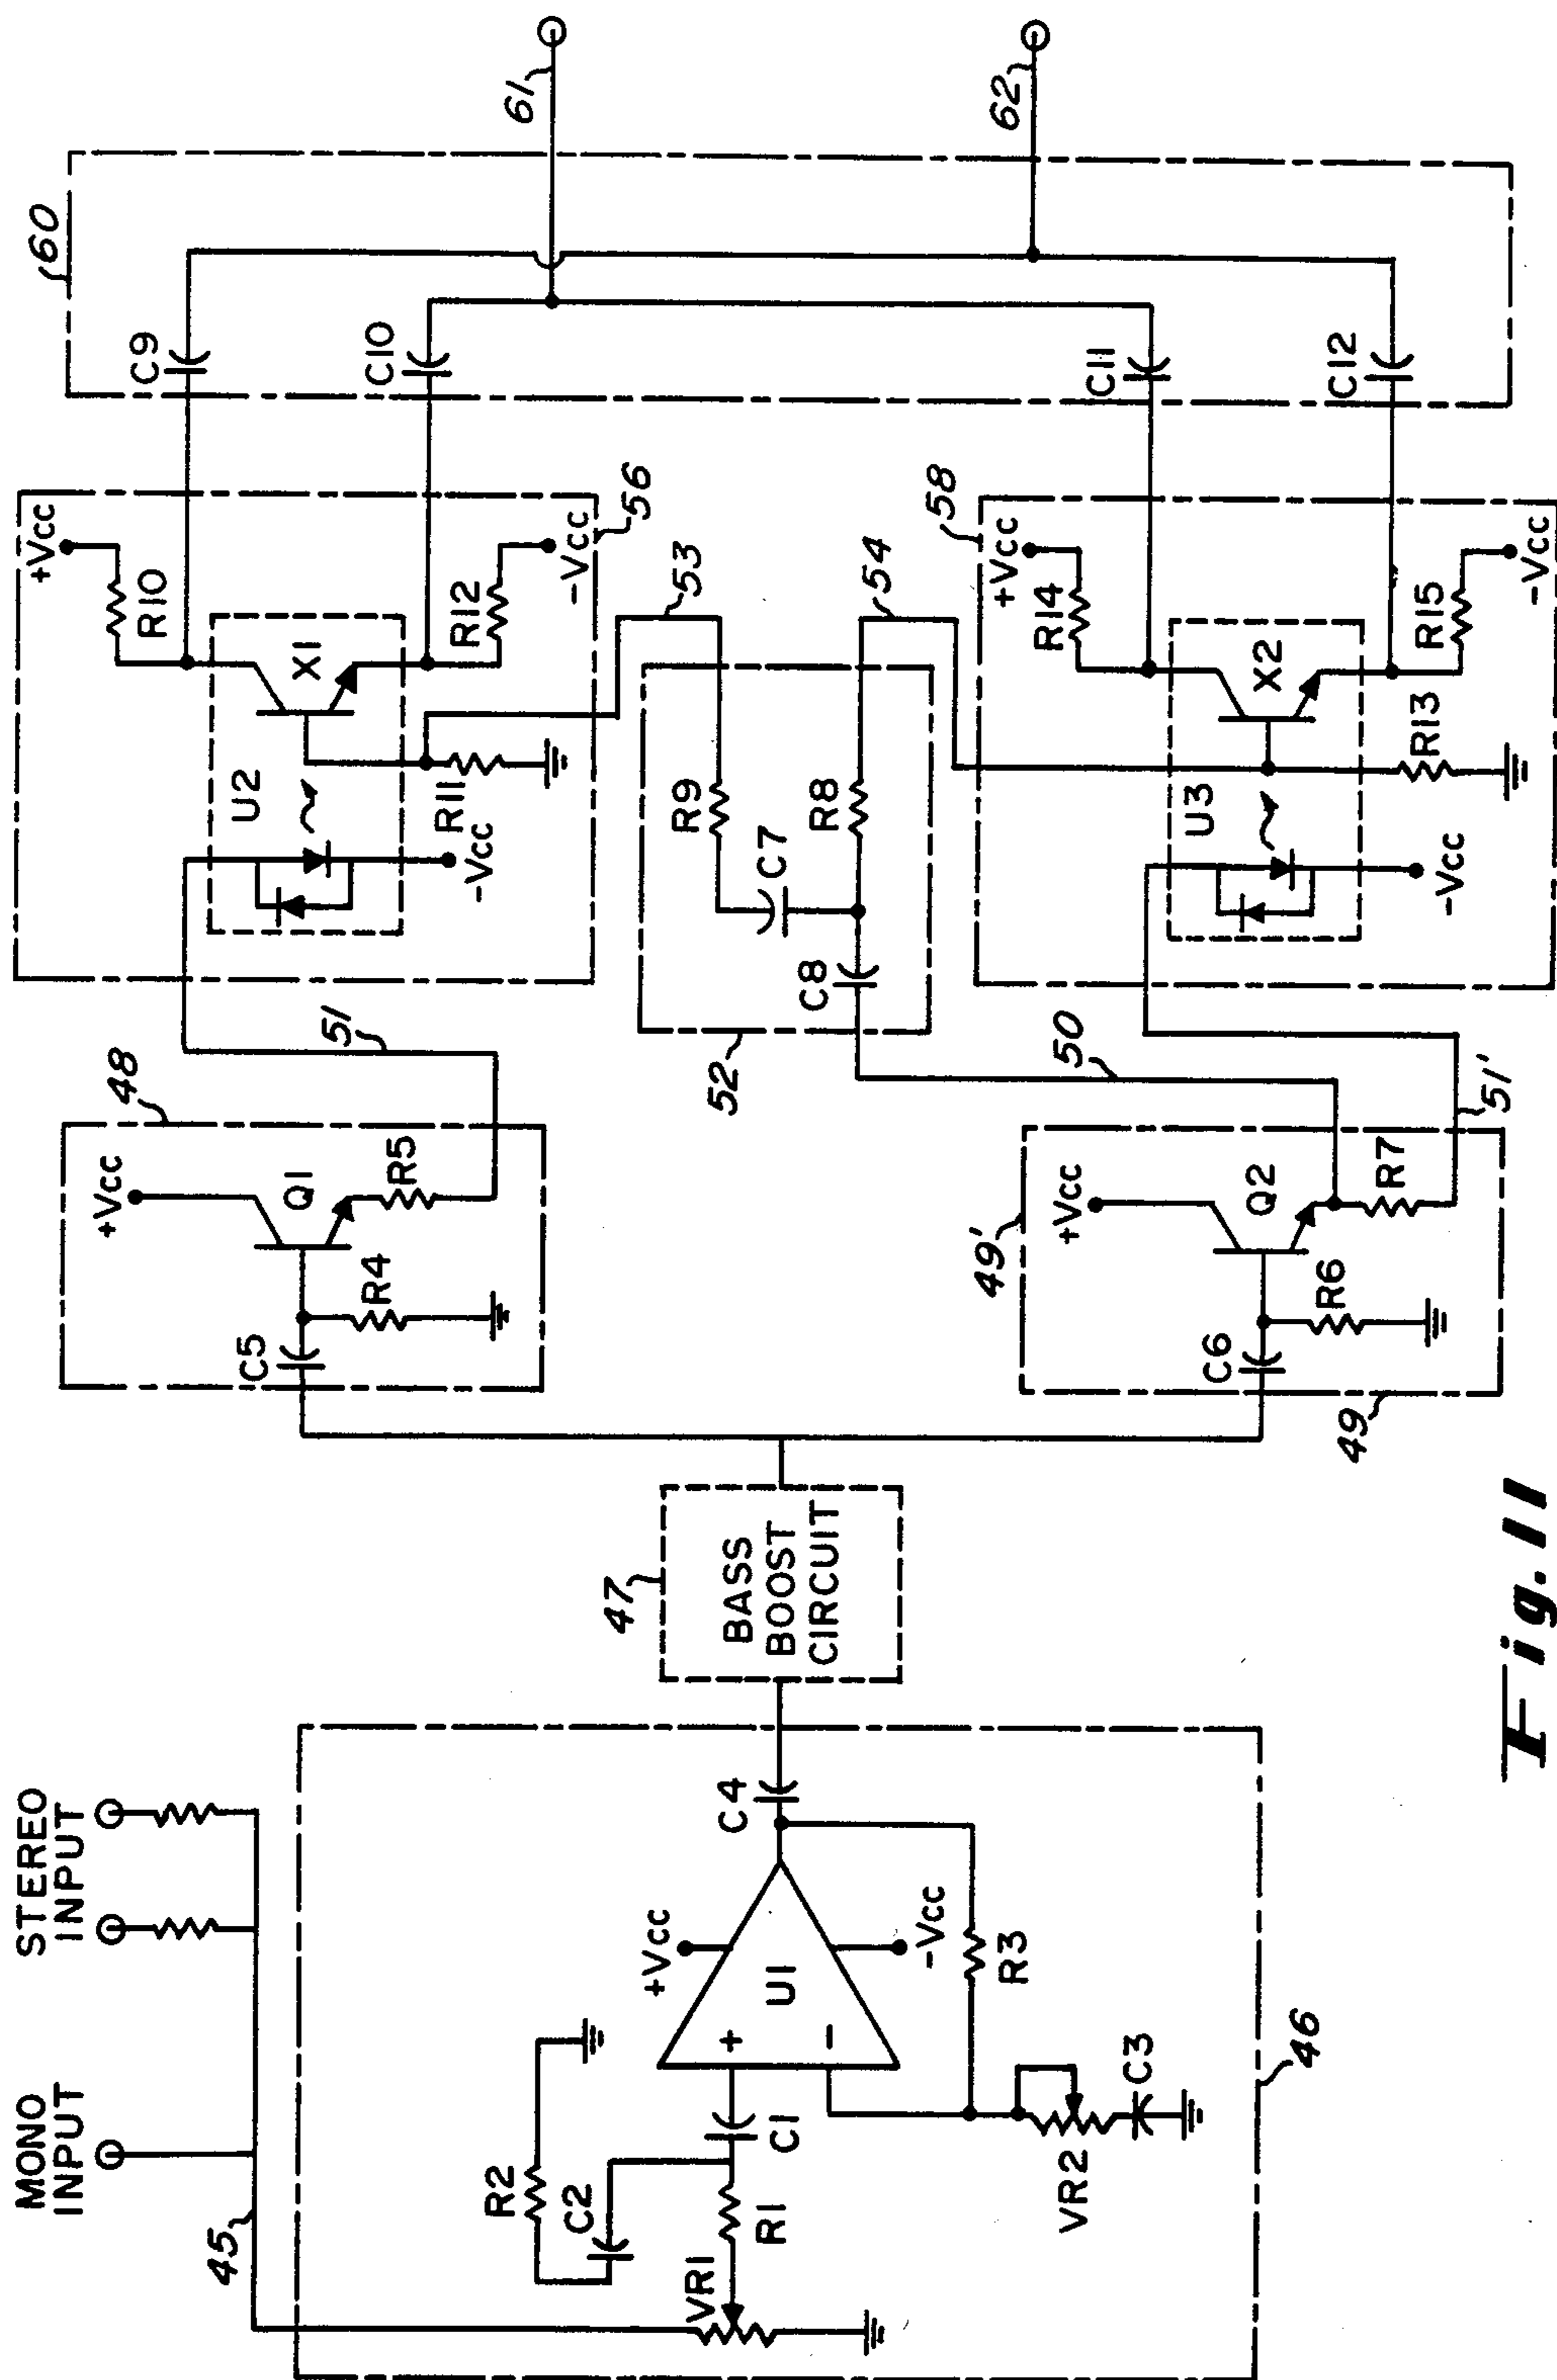 MONO
INPUT
STEREO
INPUT
45
VR1
R1
R2
C2
C1
+
−
U1
+Vcc
-Vcc
C4
R3
VR2
C3
46
47
BASS
BOOST
CIRCUIT
48
+Vcc
Q1
C5
R4
R5
51
49'
+Vcc
Q2
C6
R6
R7
49
50
51'
52
C8
C7
R9
R8
53
54
56
+Vcc
R10
U2
X1
R11
-Vcc
R12
-Vcc
58
+Vcc
R14
U3
X2
R13
-Vcc
R15
-Vcc
60
C9
C10
C11
C12
61
62
Fig. 11